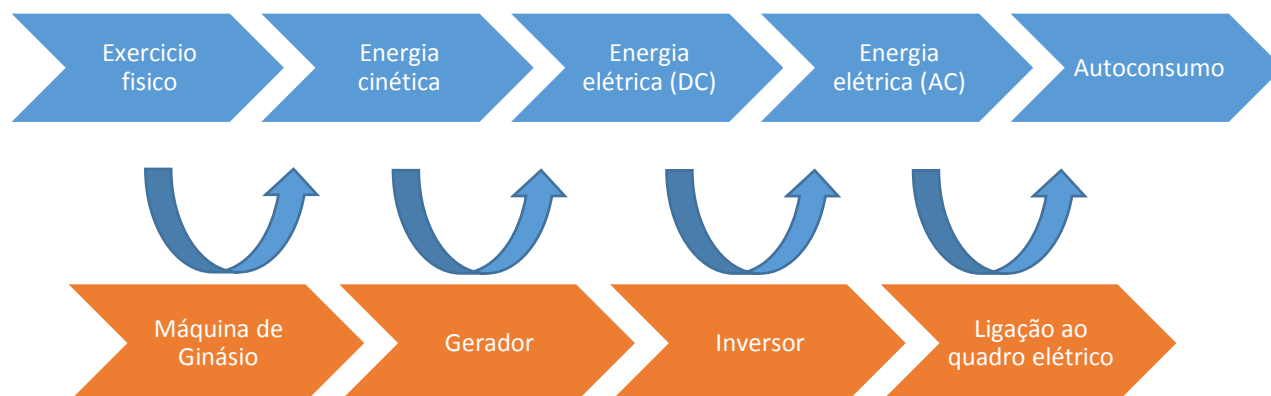 Exercicio
fisico
Energia
cinética
Energia
elétrica (DC)
Energia
elétrica (AC)
Autoconsumo
Máquina de
Ginásio
Gerador
Inversor
Ligação ao
quadro elétrico